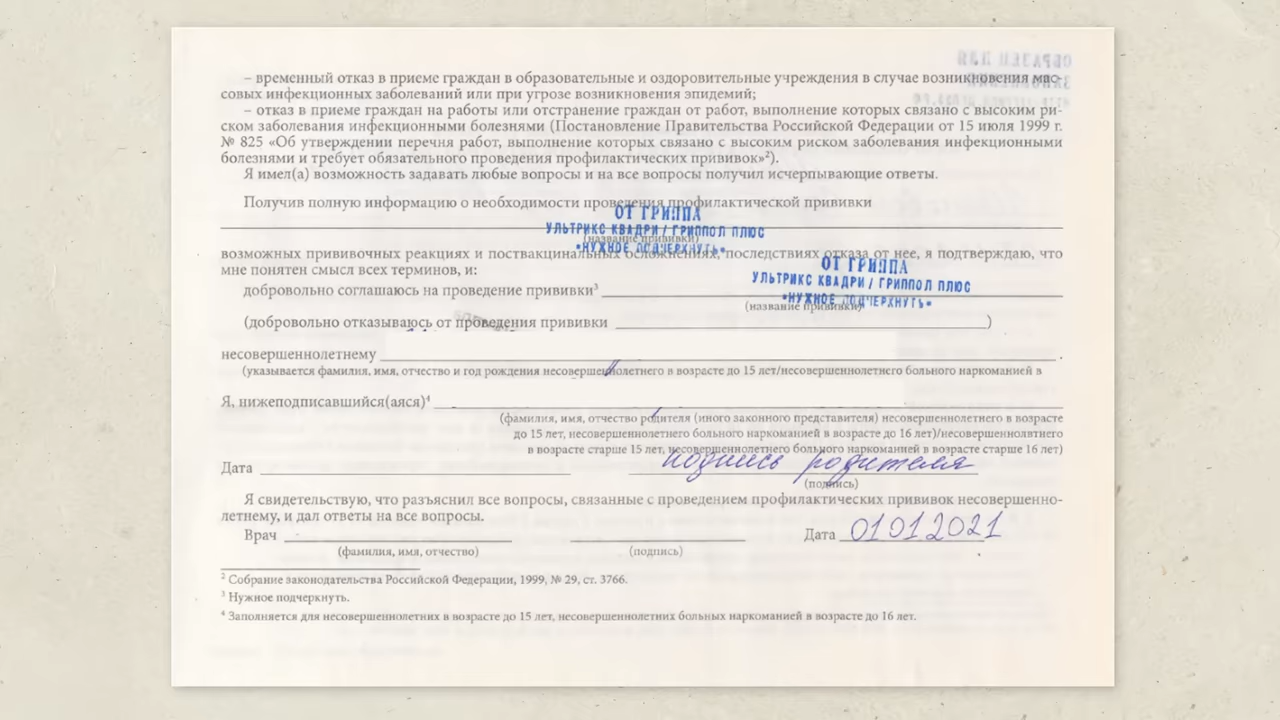 – временный отказ в приеме граждан в образовательные и оздоровительные учреждения в случае возникновения мас-
совых инфекционных заболеваний или при угрозе возникновения эпидемий;
– отказ в приеме граждан на работы или отстранение граждан от работ, выполнение которых связано с высоким ри-
ском заболевания инфекционными болезнями (Постановление Правительства Российской Федерации от 15 июля 1999 г.
№ 825 «Об утверждении перечня работ, выполнение которых связано с высоким риском заболевания инфекционными
болезнями и требует обязательного проведения профилактических прививок»²).
Я имел(а) возможность задавать любые вопросы и на все вопросы получил исчерпывающие ответы.
Получив полную информацию о необходимости проведения профилактической прививки
ОТ ГРИППА
УЛЬТРИКС КВАДРИ / ГРИППОЛ ПЛЮС
(название прививки)
*НУЖНОЕ ПОДЧЕРКНУТЬ*
возможных прививочных реакциях и поствакцинальных осложнениях, последствиях отказа от нее, я подтверждаю, что
мне понятен смысл всех терминов, и:
ОТ ГРИППА
УЛЬТРИКС КВАДРИ / ГРИППОЛ ПЛЮС
добровольно соглашаюсь на проведение прививки³
*НУЖНОЕ ПОДЧЕРКНУТЬ*
(название прививки)
(добровольно отказываюсь от проведения прививки )
несовершеннолетнему .
(указывается фамилия, имя, отчество и год рождения несовершеннолетнего в возрасте до 15 лет/несовершеннолетнего больного наркоманией в
Я, нижеподписавшийся(аяся)⁴
(фамилия, имя, отчество родителя (иного законного представителя) несовершеннолетнего в возрасте
до 15 лет, несовершеннолетнего больного наркоманией в возрасте до 16 лет)/несовершеннолвтнего
в возрасте старше 15 лет, несовершеннолетнего больного наркоманией в возрасте старше 16 лет)
Дата подпись родителя
(подпись)
Я свидетельствую, что разъяснил все вопросы, связанные с проведением профилактических прививок несовершенно-
летнему, и дал ответы на все вопросы.
Врач Дата 01012021
(фамилия, имя, отчество) (подпись)
² Собрание законодательства Российской Федерации, 1999, № 29, ст. 3766.
³ Нужное подчеркнуть.
⁴ Заполняется для несовершеннолетних в возрасте до 15 лет, несовершеннолетних больных наркоманией в возрасте до 16 лет.